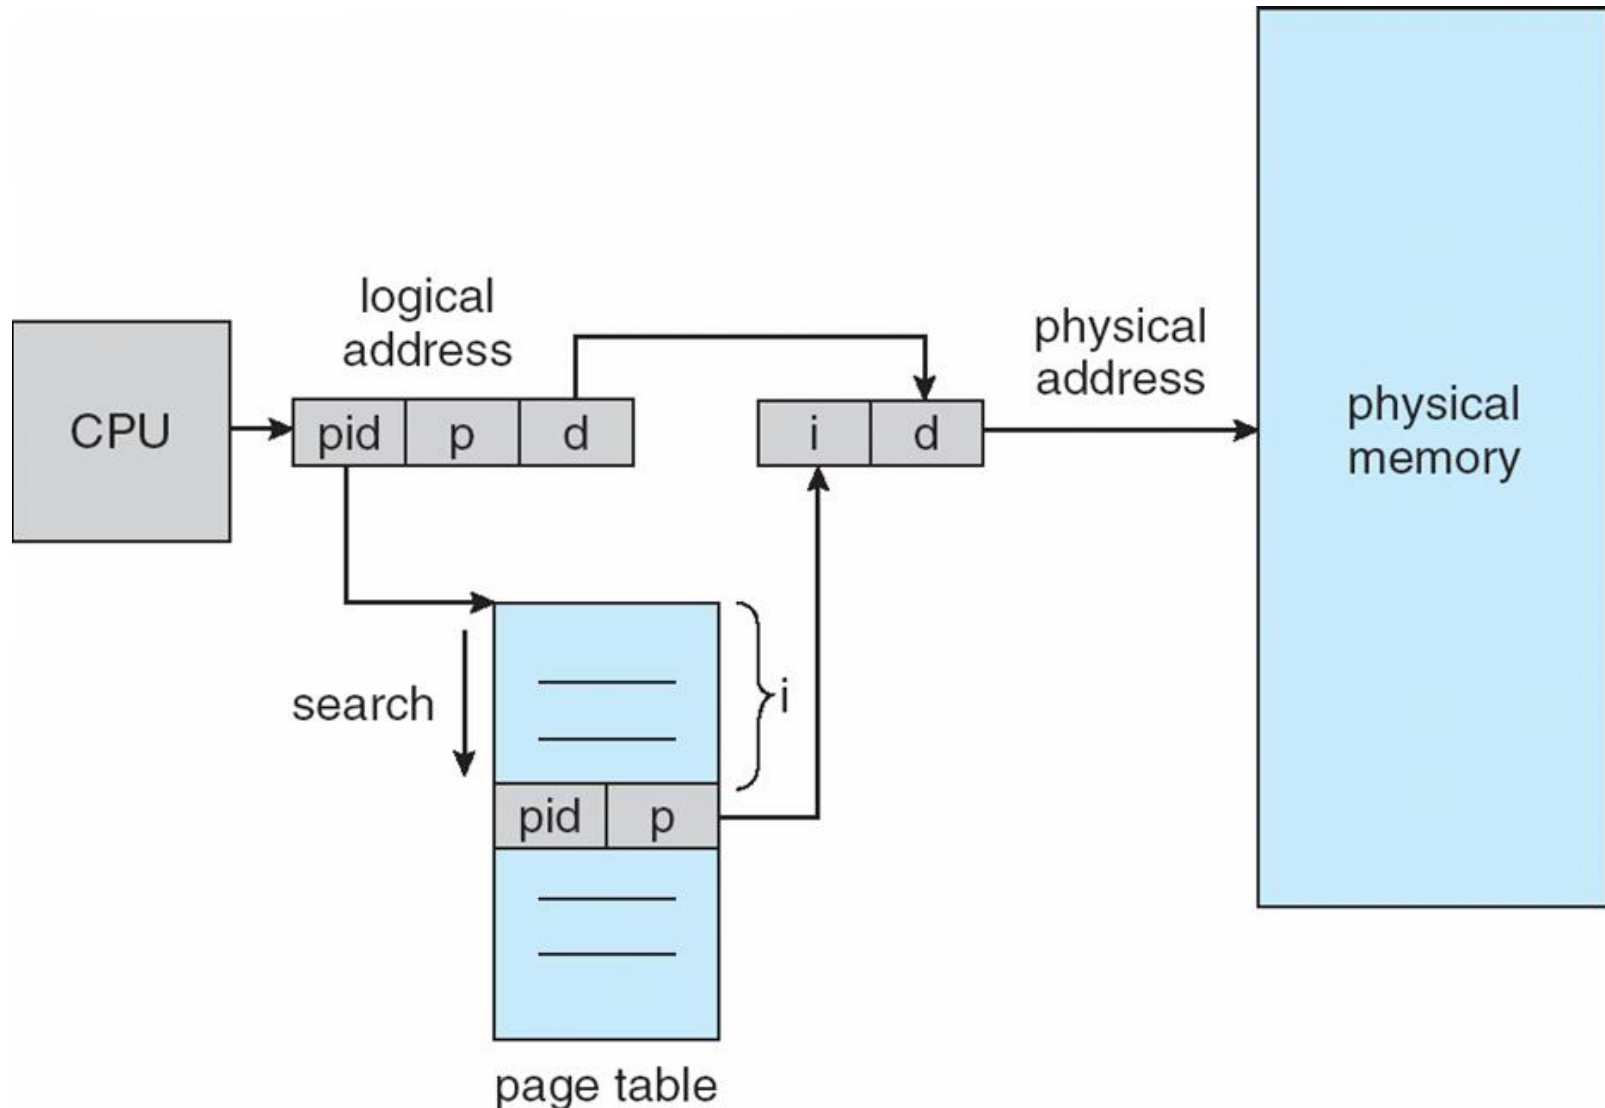 logical
address
CPU
pid p d
i d
physical
address
physical
memory
search
i
pid p
page table